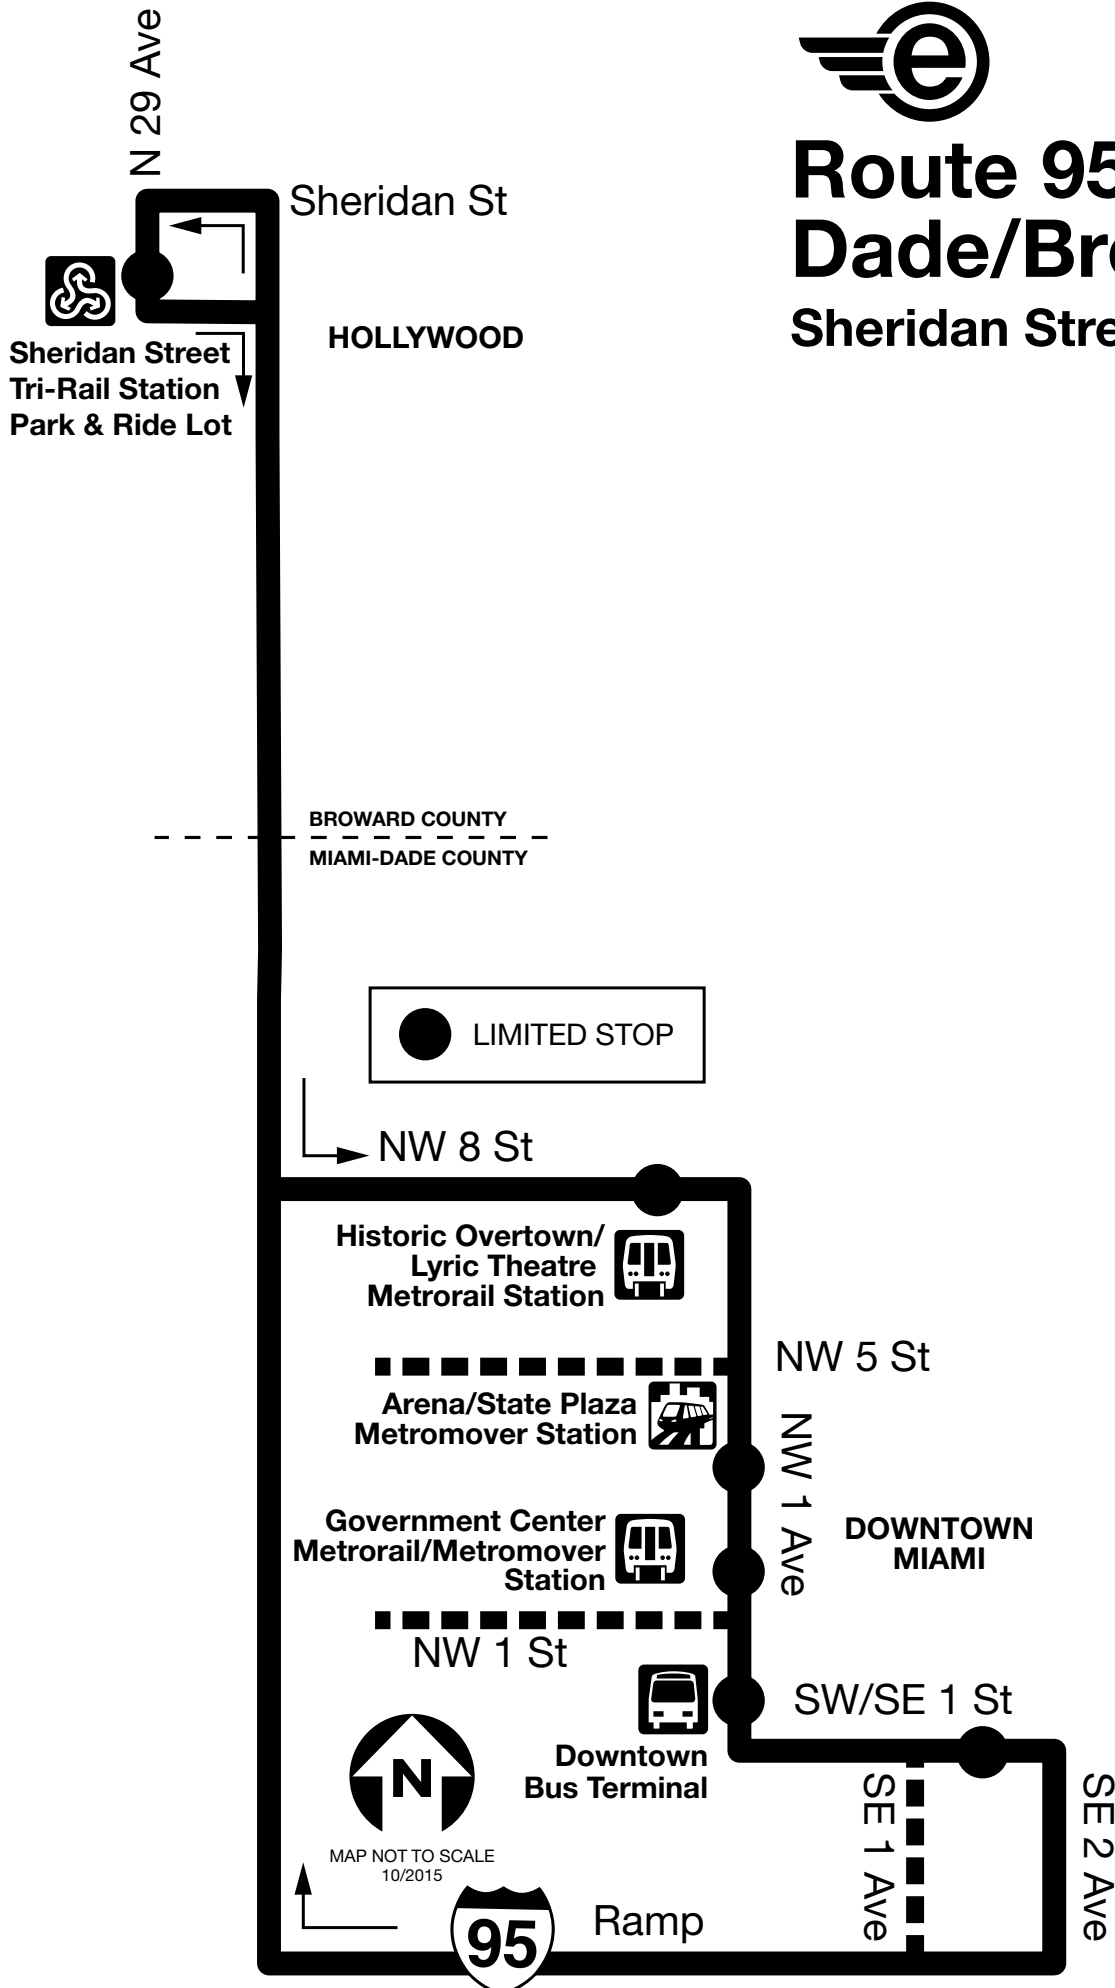 N 29 Ave
e
Route 95
Dade/Bro
Sheridan Stre
Sheridan St
HOLLYWOOD
Sheridan Street
Tri-Rail Station
Park & Ride Lot
BROWARD COUNTY
MIAMI-DADE COUNTY
LIMITED STOP
NW 8 St
Historic Overtown/
Lyric Theatre
Metrorail Station
NW 5 St
Arena/State Plaza
Metromover Station
NW 1 Ave
Government Center
Metrorail/Metromover
Station
DOWNTOWN
MIAMI
NW 1 St
SW/SE 1 St
Downtown
Bus Terminal
N
MAP NOT TO SCALE
10/2015
SE 1 Ave
SE 2 Ave
95
Ramp